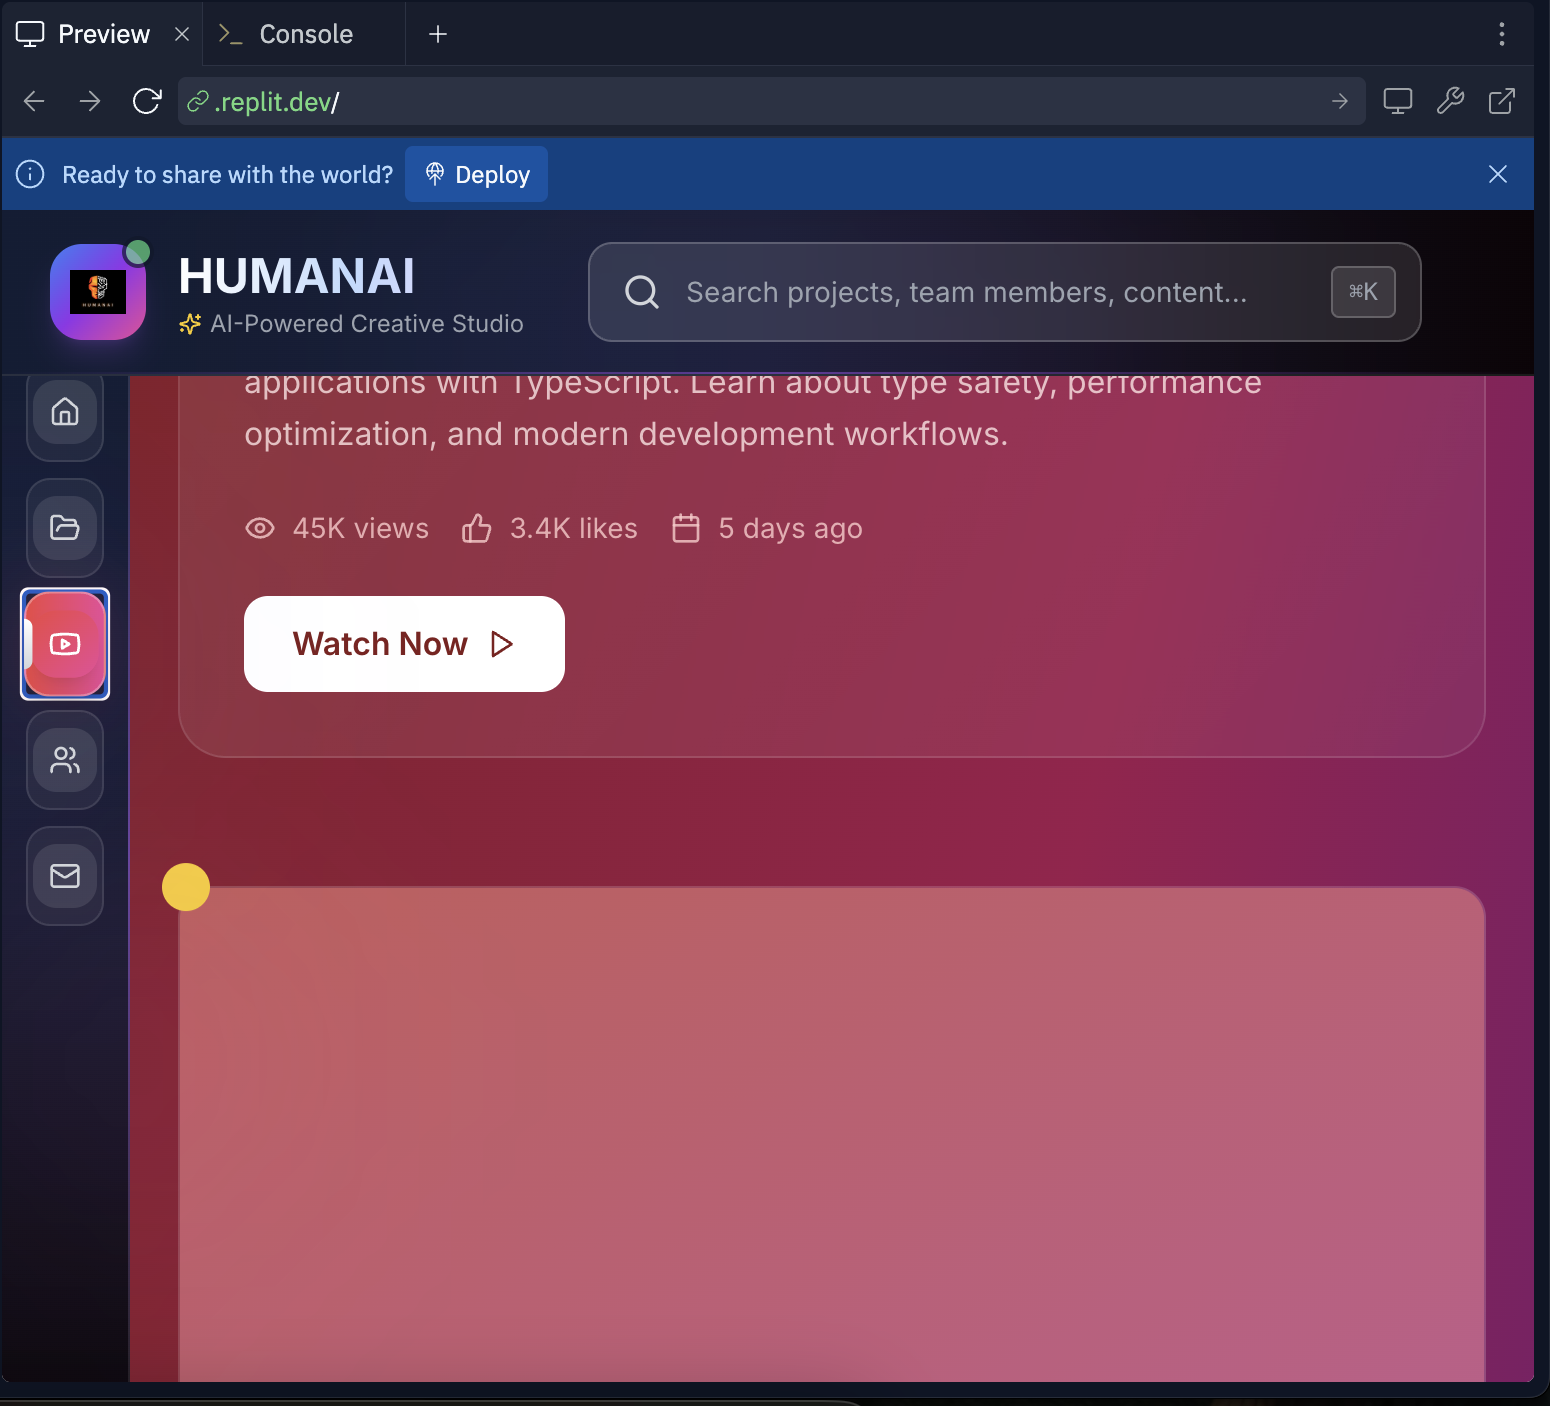 Preview
Console
.replit.dev/
Ready to share with the world?
Deploy
HUMANAI
HUMANAI
AI-Powered Creative Studio
Search projects, team members, content...
⌘K
applications with TypeScript. Learn about type safety, performance
optimization, and modern development workflows.
45K views
3.4K likes
5 days ago
Watch Now